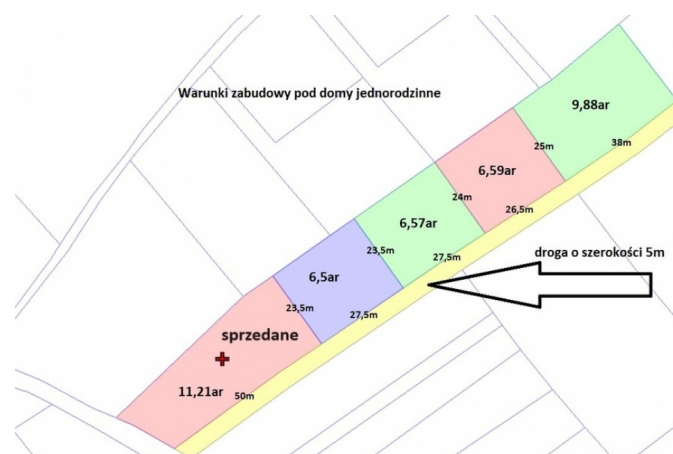 Warunki zabudowy pod domy jednorodzinne
9,88ar
25m
38m
6,59ar
24m
26,5m
6,57ar
23,5m
27,5m
droga o szerokości 5m
6,5ar
23,5m
27,5m
sprzedane
11,21ar
50m